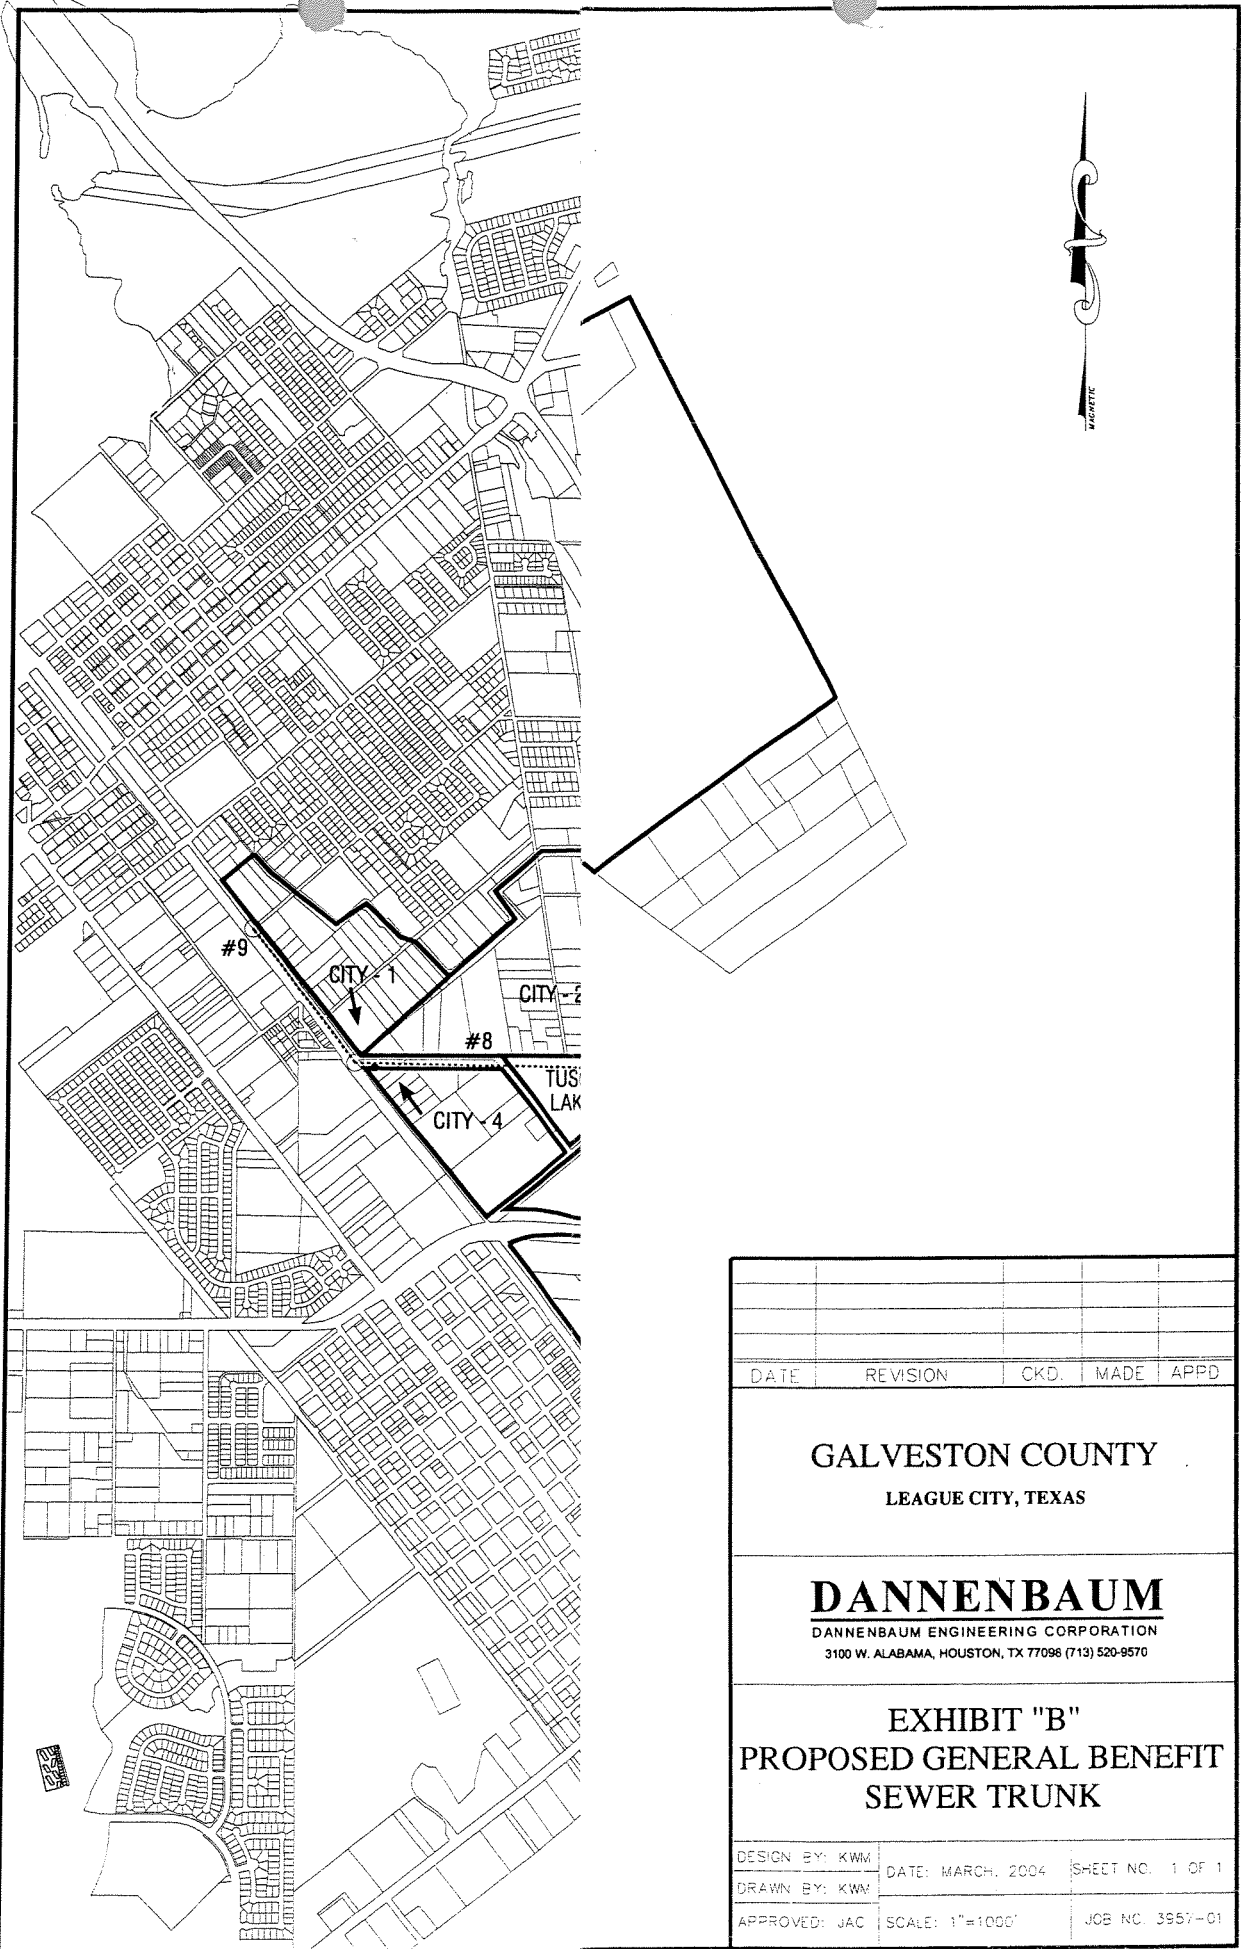 MAGNETIC
#9
CITY - 1
CITY - 2
#8
TUS
LAK
CITY - 4
DATE REVISION CKD. MADE APPD
GALVESTON COUNTY
LEAGUE CITY, TEXAS
DANNENBAUM
DANNENBAUM ENGINEERING CORPORATION
3100 W. ALABAMA, HOUSTON, TX 77098 (713) 520-9570
EXHIBIT "B"
PROPOSED GENERAL BENEFIT
SEWER TRUNK
DESIGN BY: KWM
DRAWN BY: KWM
DATE: MARCH, 2004
SHEET NO. 1 OF 1
APPROVED: JAC
SCALE: 1"=1000'
JOB NO. 3957-01